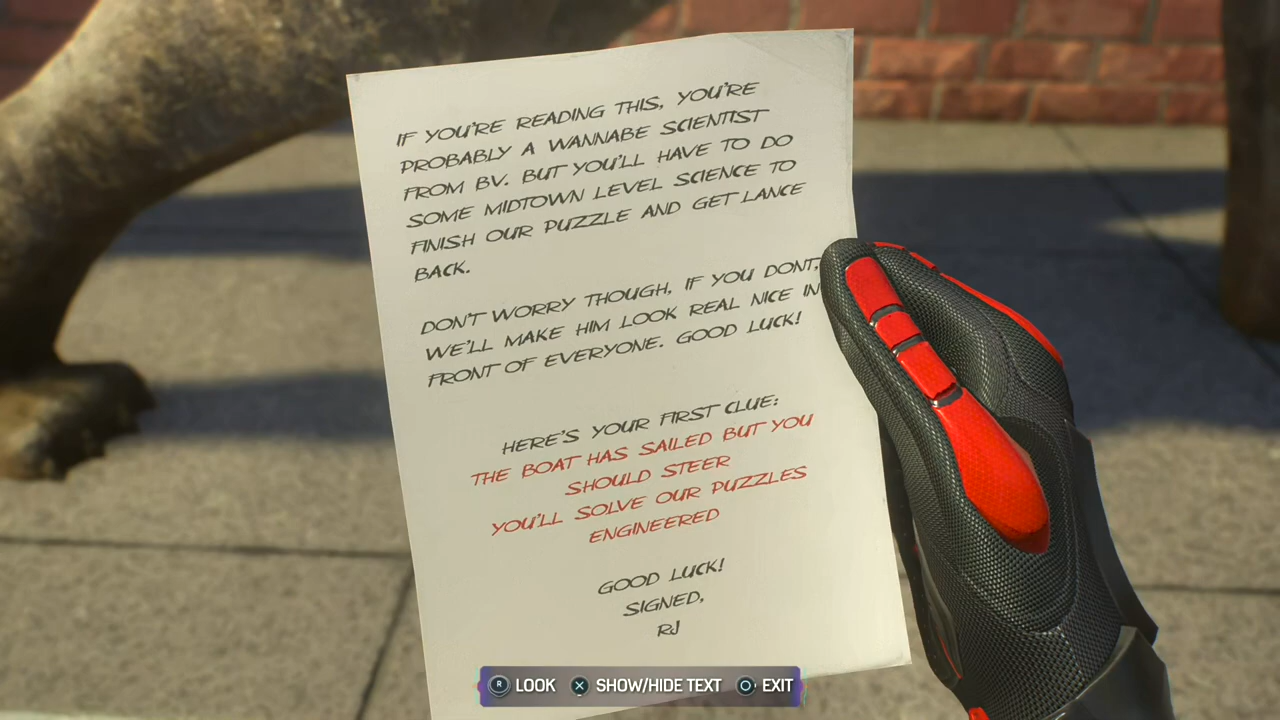 IF YOU'RE READING THIS, YOU'RE
PROBABLY A WANNABE SCIENTIST
FROM BV. BUT YOU'LL HAVE TO DO
SOME MIDTOWN LEVEL SCIENCE TO
FINISH OUR PUZZLE AND GET LANCE
BACK.
DON'T WORRY THOUGH, IF YOU DON'T,
WE'LL MAKE HIM LOOK REAL NICE IN
FRONT OF EVERYONE. GOOD LUCK!
HERE'S YOUR FIRST CLUE:
THE BOAT HAS SAILED BUT YOU
SHOULD STEER
YOU'LL SOLVE OUR PUZZLES
ENGINEERED
GOOD LUCK!
SIGNED,
RJ
R LOOK SHOW/HIDE TEXT EXIT